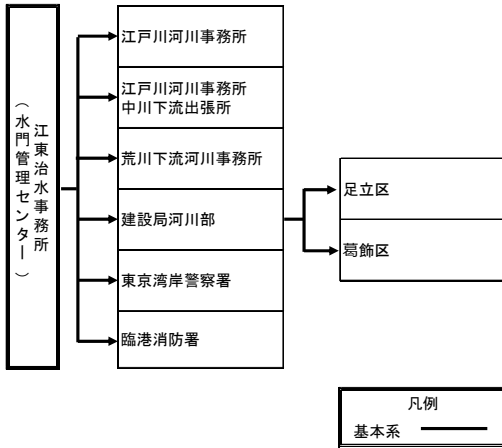 江東治水事務所
（水門管理センター）
江戸川河川事務所
江戸川河川事務所
中川下流出張所
荒川下流河川事務所
建設局河川部
東京湾岸警察署
臨港消防署
足立区
葛飾区
凡例
基本系